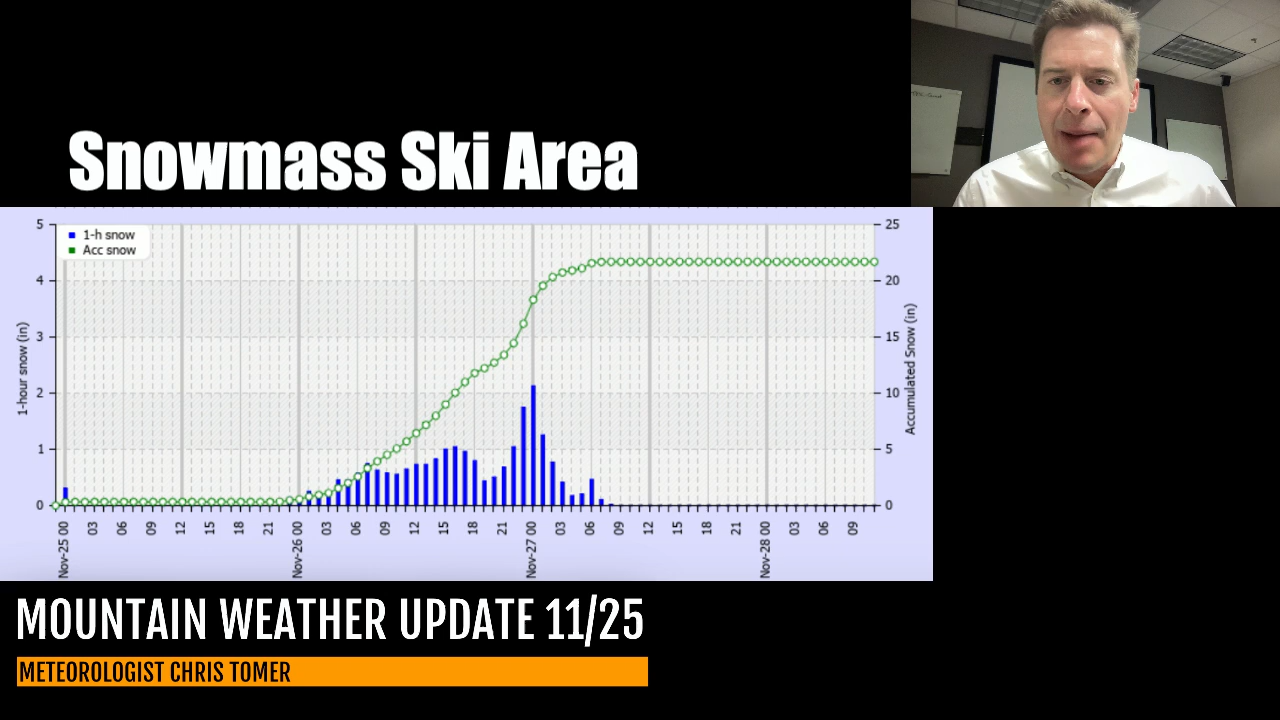 Snowmass Ski Area
5
4
3
2
1
0
1-hour snow (in)
1-h snow
Acc snow
25
20
15
10
5
0
Accumulated Snow (in)
Nov-25 00 03 06 09 12 15 18 21 Nov-26 00 03 06 09 12 15 18 21 Nov-27 00 03 06 09 12 15 18 21 Nov-28 00 03 06 09
MOUNTAIN WEATHER UPDATE 11/25
METEOROLOGIST CHRIS TOMER